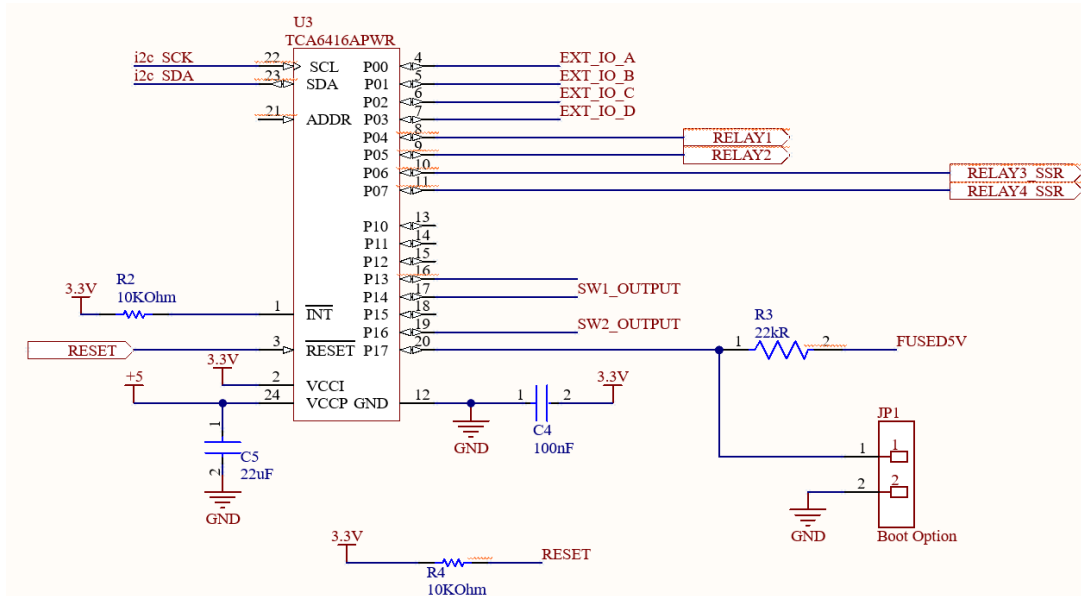 U3
TCA6416APWR
i2c_SCK 22 SCL P00 4 EXT_IO_A
i2c_SDA 23 SDA P01 5 EXT_IO_B
P02 6 EXT_IO_C
21 ADDR P03 7 EXT_IO_D
P04 8 RELAY1
P05 9 RELAY2
P06 10 RELAY3_SSR
P07 11 RELAY4_SSR
P10 13
P11 14
P12 15
P13 16
P14 17 SW1_OUTPUT
P15 18
P16 19 SW2_OUTPUT
P17 20
R2
3.3V 10KOhm
1 INT
RESET 3 RESET
R3
22kR
1 2 FUSED5V
3.3V 2 VCCI
+5 24 VCCP GND 12
1 2 3.3V
C4
100nF
GND
1
C5
2 22uF
GND
JP1
1 1
2 2
GND
Boot Option
3.3V
R4
10KOhm
RESET